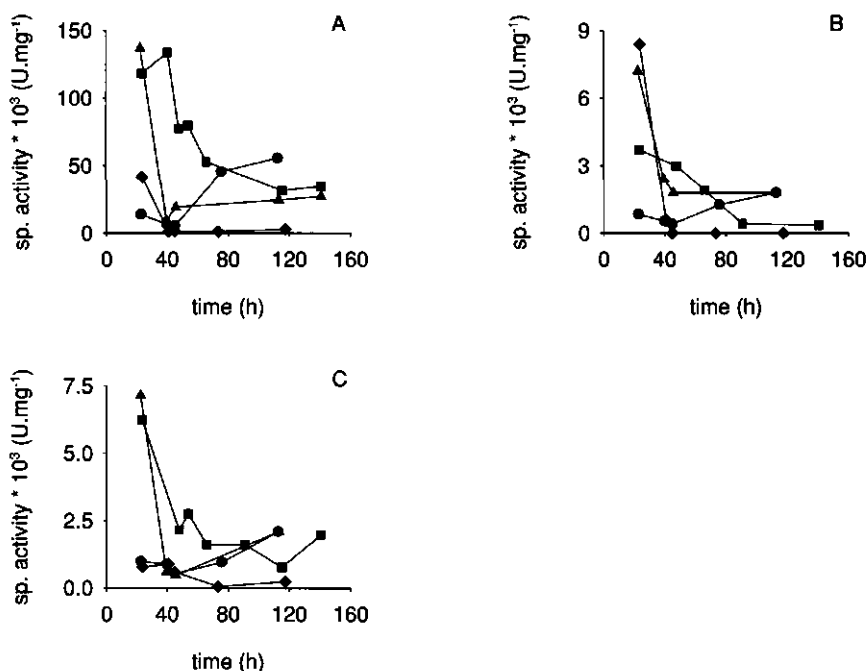 A
sp. activity * 10³ (U.mg⁻¹)
150
100
50
0
0 40 80 120 160
time (h)
B
sp. activity * 10³ (U.mg⁻¹)
9
6
3
0
0 40 80 120 160
time (h)
C
sp. activity * 10³ (U.mg⁻¹)
7.5
5.0
2.5
0.0
0 40 80 120 160
time (h)